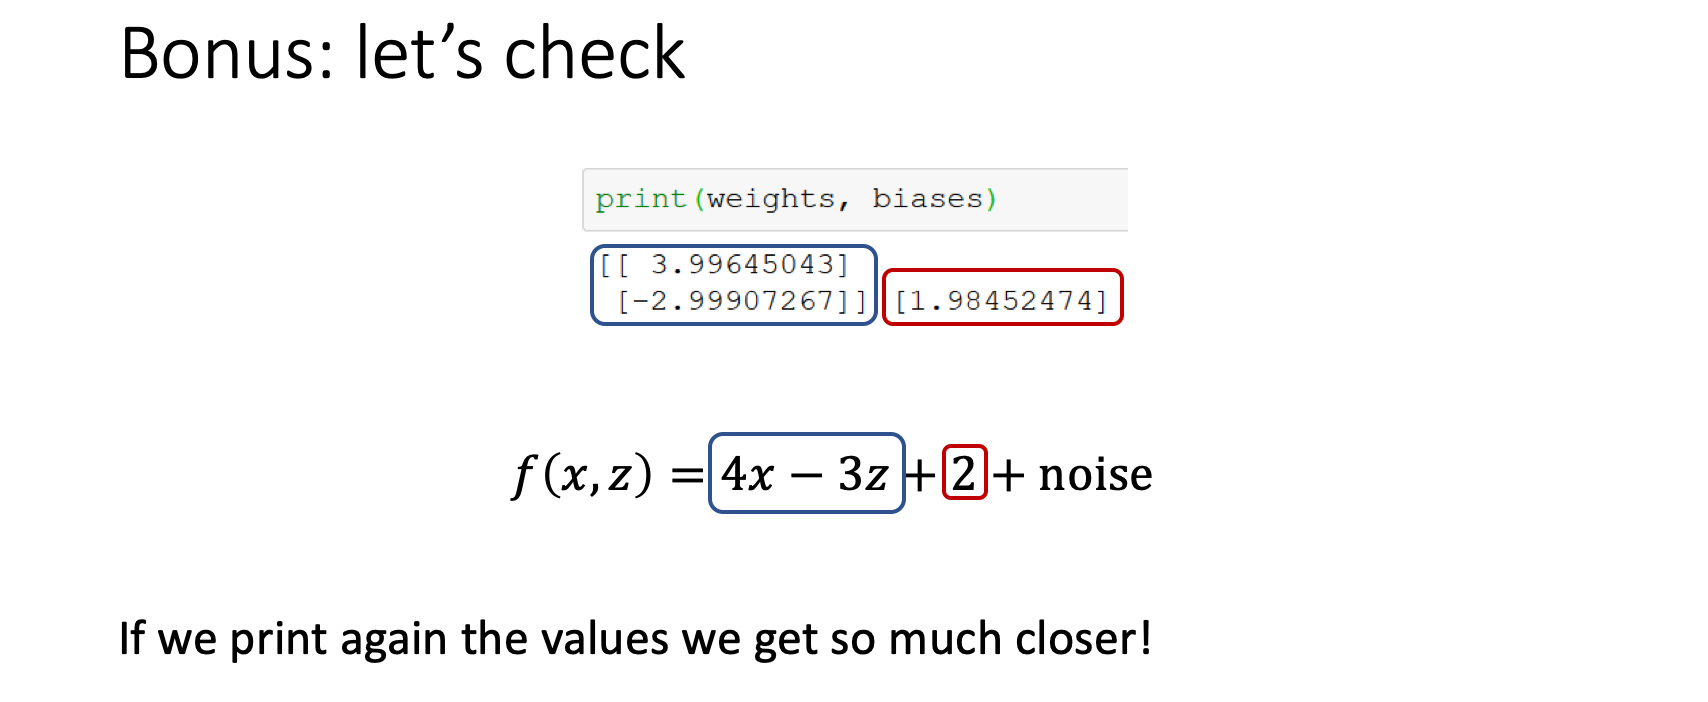 Bonus: let’s check
print(weights, biases)
[[ 3.99645043]
[-2.99907267]] [1.98452474]
f(x, z) = 4x − 3z + 2 + noise
If we print again the values we get so much closer!